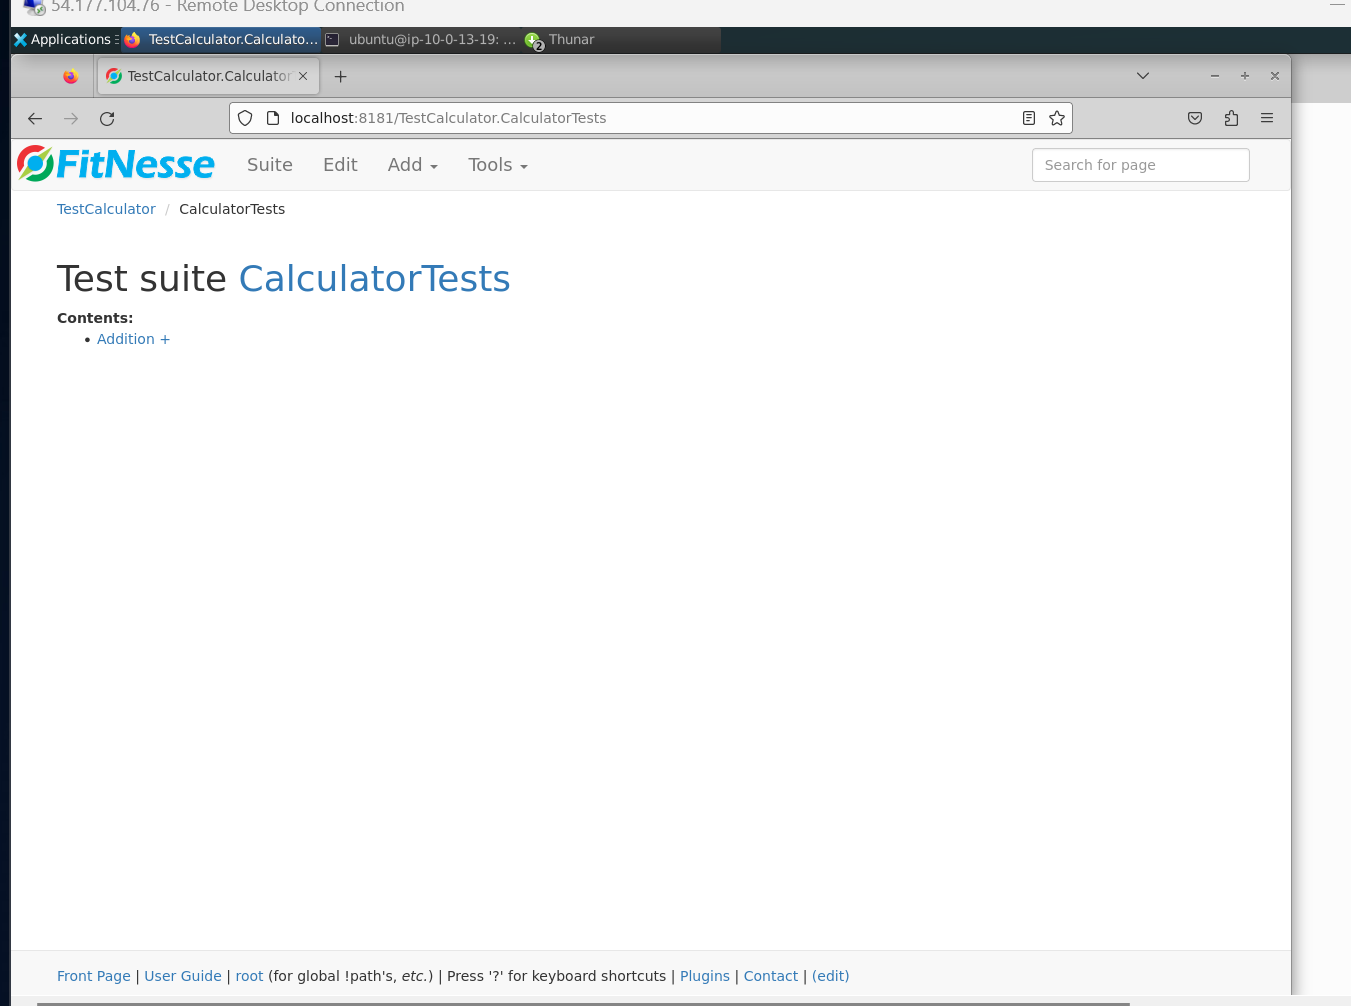 54.177.104.76 - Remote Desktop Connection
Applications TestCalculator.Calculato... ubuntu@ip-10-0-13-19: ... 2 Thunar
TestCalculator.Calculator
localhost:8181/TestCalculator.CalculatorTests
FitNesse Suite Edit Add Tools Search for page
TestCalculator / CalculatorTests
Test suite CalculatorTests
Contents:
• Addition +
Front Page | User Guide | root (for global !path's, etc.) | Press '?' for keyboard shortcuts | Plugins | Contact | (edit)